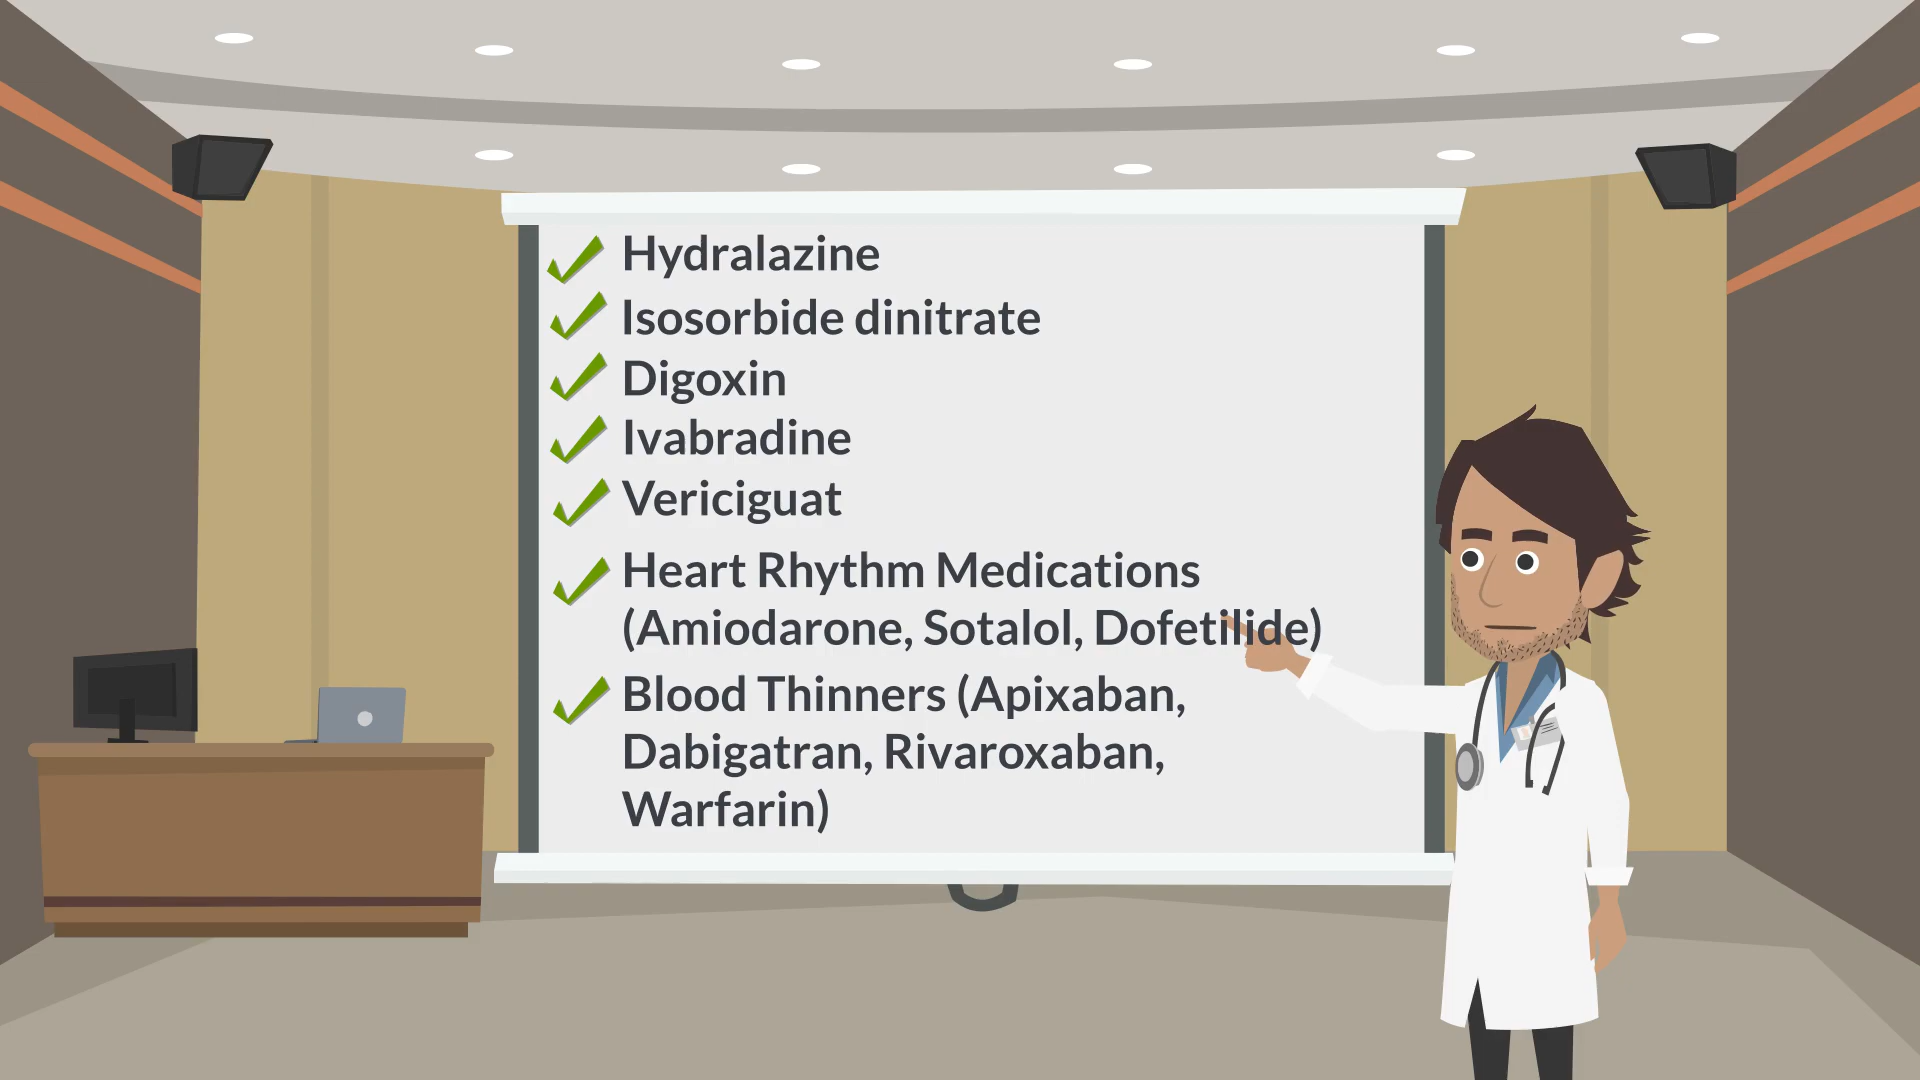 Hydralazine
Isosorbide dinitrate
Digoxin
Ivabradine
Vericiguat
Heart Rhythm Medications
(Amiodarone, Sotalol, Dofetilide)
Blood Thinners (Apixaban,
Dabigatran, Rivaroxaban,
Warfarin)